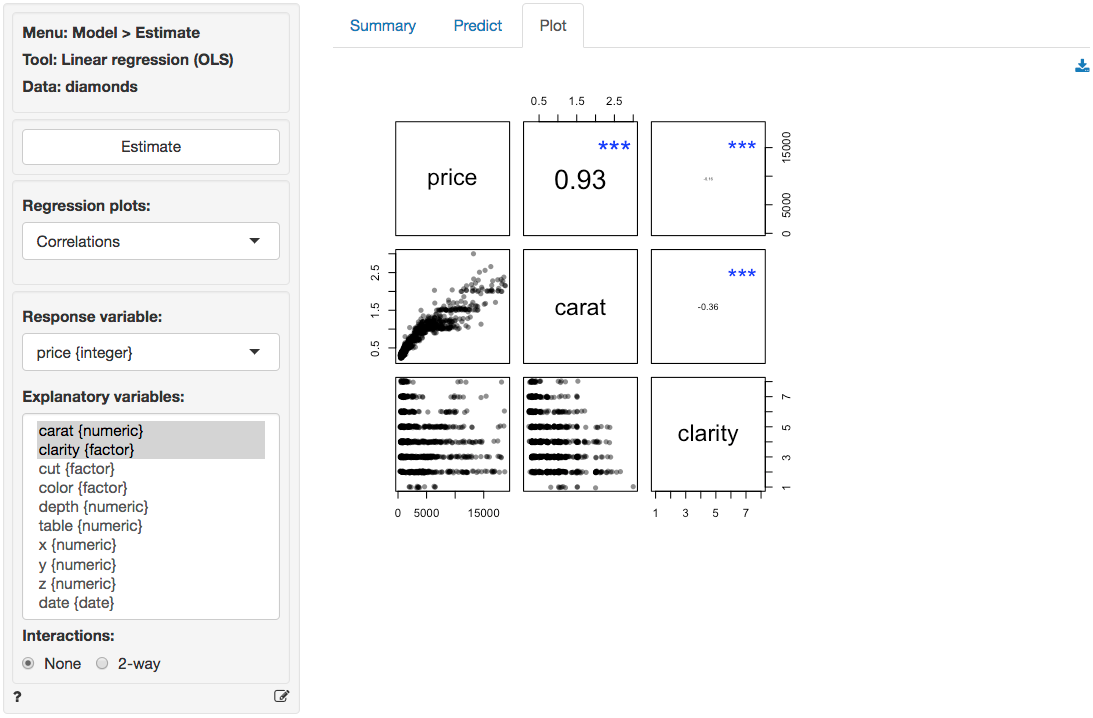 Menu: Model > Estimate
Tool: Linear regression (OLS)
Data: diamonds
Estimate
Regression plots:
Correlations
Response variable:
price {integer}
Explanatory variables:
carat {numeric}
clarity {factor}
cut {factor}
color {factor}
depth {numeric}
table {numeric}
x {numeric}
y {numeric}
z {numeric}
date {date}
Interactions:
None 2-way
?
Summary Predict Plot
0.5 1.5 2.5
price
***
0.93
***
0 5000 15000
0.5 1.5 2.5
carat
***
-0.36
clarity
1 3 5 7
0 5000 15000
1 3 5 7